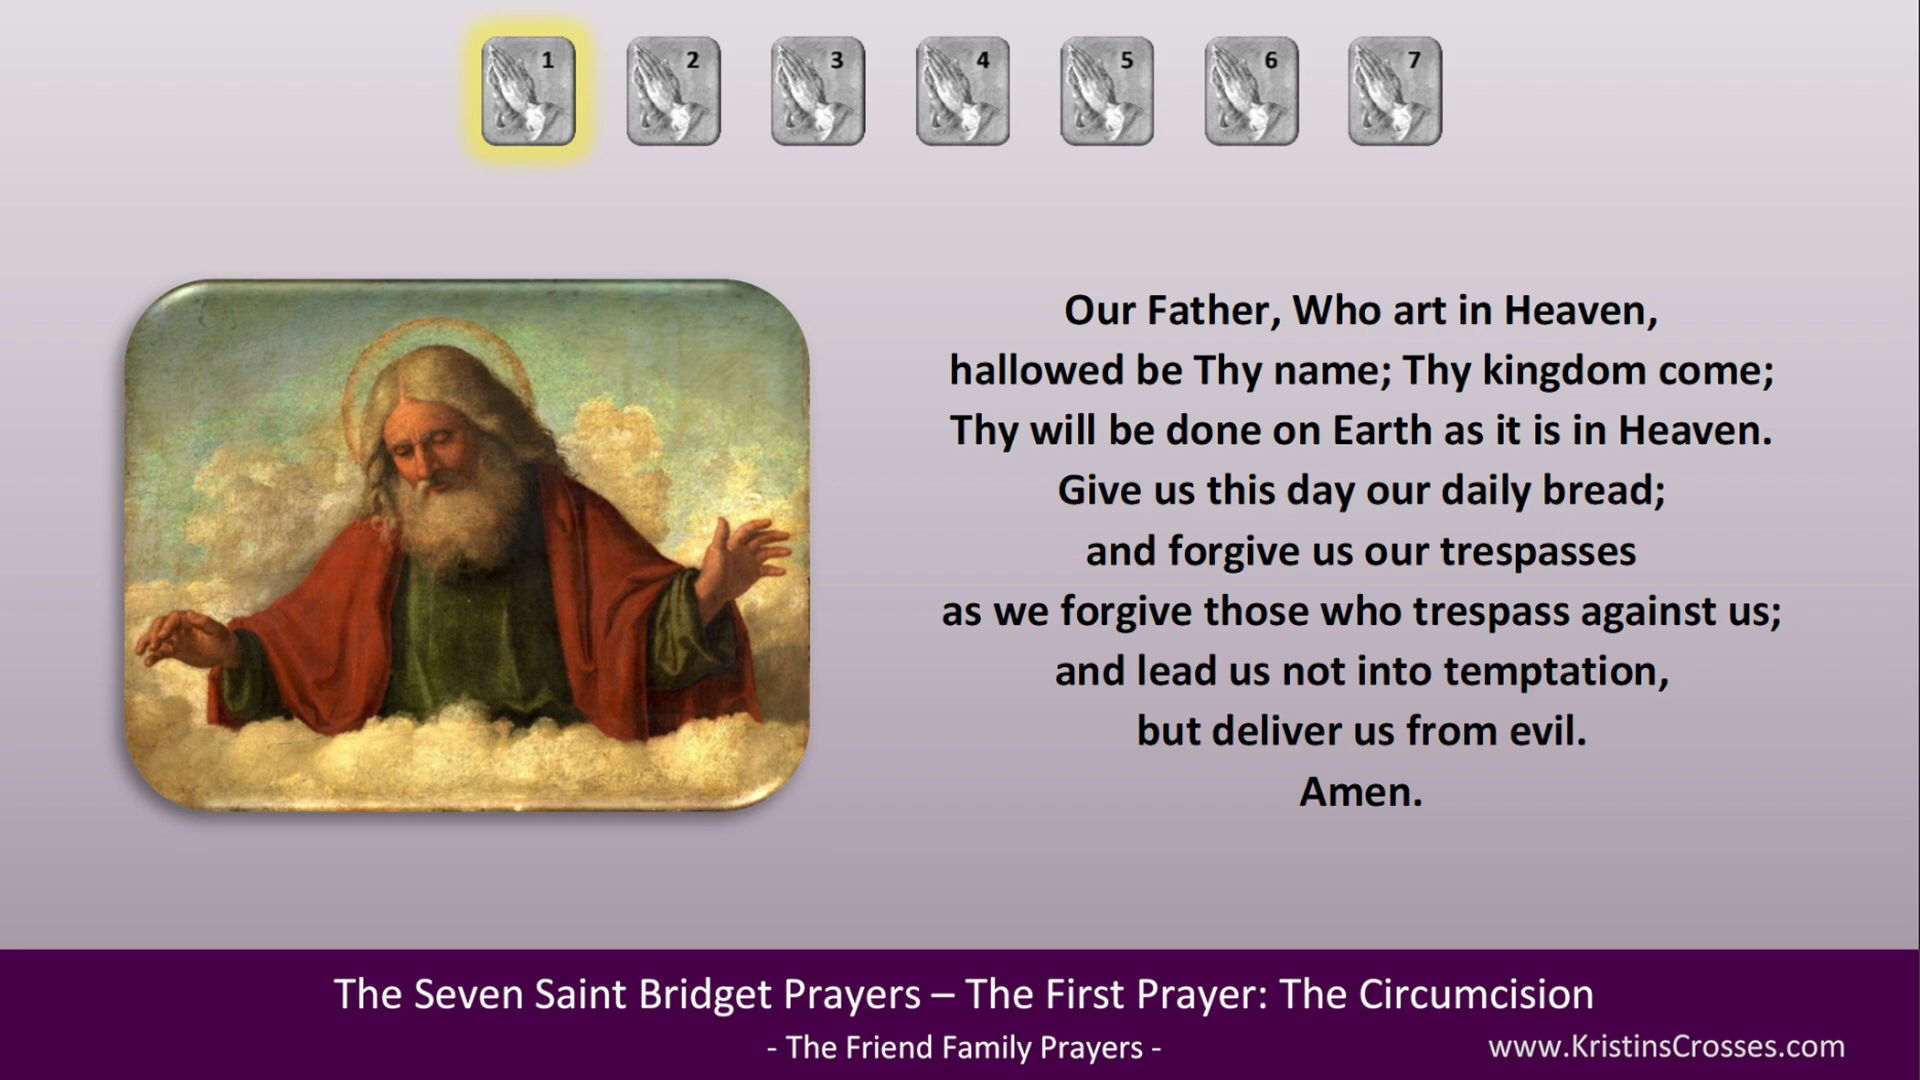 1 2 3 4 5 6 7
Our Father, Who art in Heaven,
hallowed be Thy name; Thy kingdom come;
Thy will be done on Earth as it is in Heaven.
Give us this day our daily bread;
and forgive us our trespasses
as we forgive those who trespass against us;
and lead us not into temptation,
but deliver us from evil.
Amen.
The Seven Saint Bridget Prayers – The First Prayer: The Circumcision
- The Friend Family Prayers -
www.KristinsCrosses.com